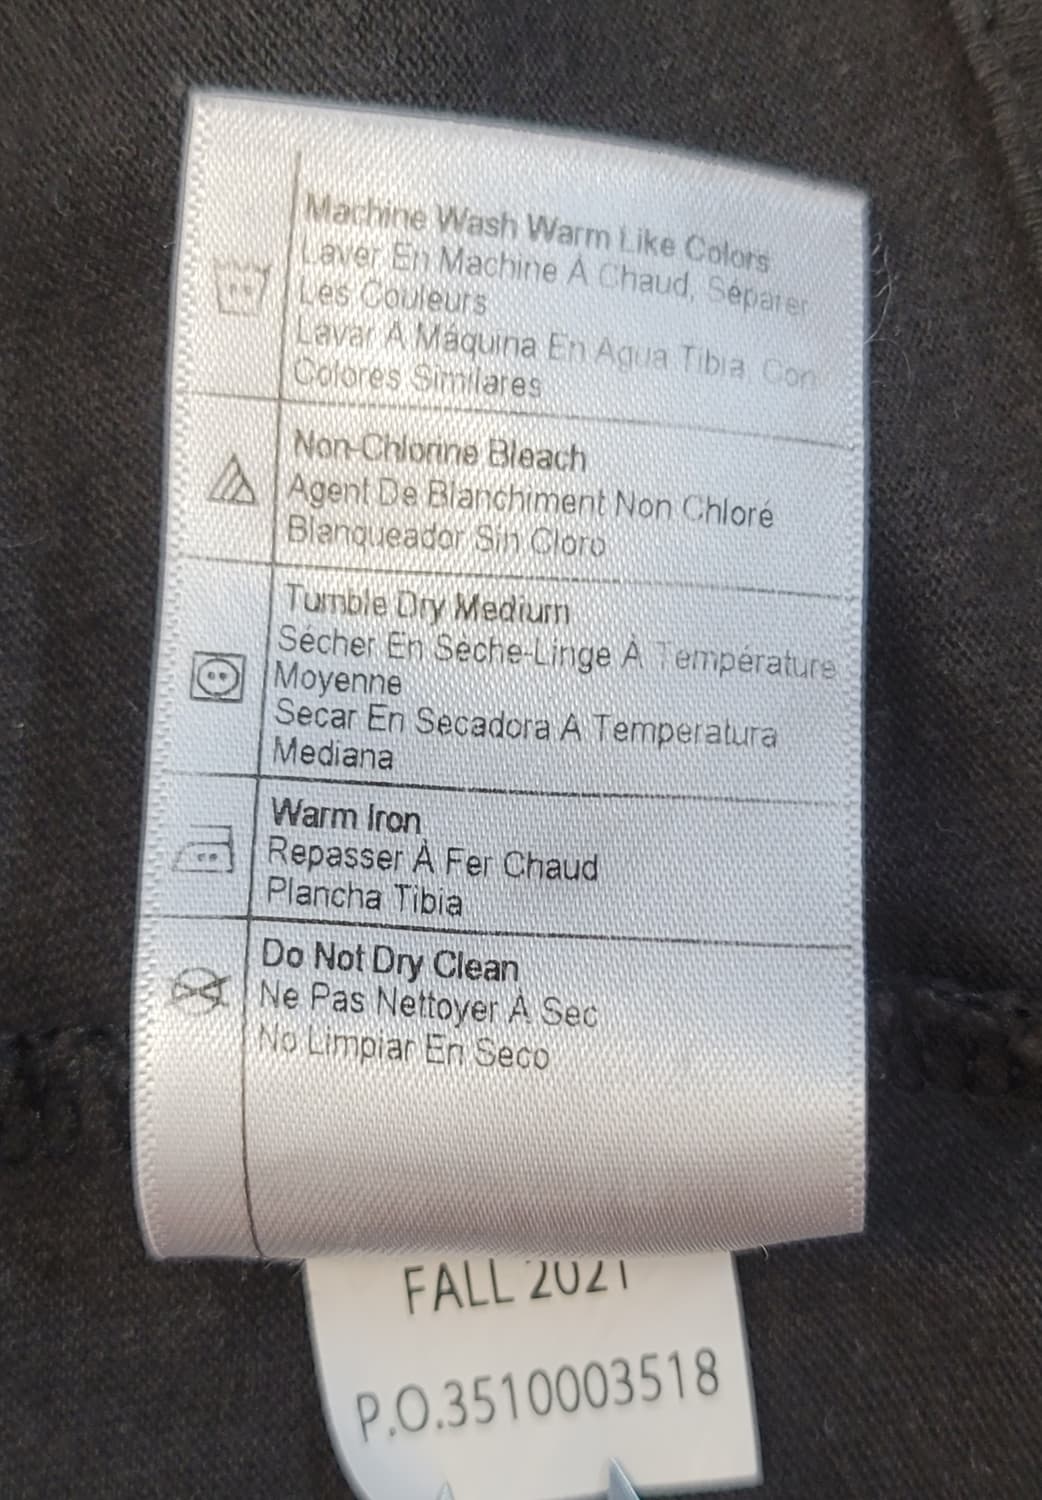 Machine Wash Warm Like Colors
Laver En Machine À Chaud, Séparer
Les Couleurs
Lavar A Máquina En Agua Tibia, Con
Colores Similares
Non-Chlorine Bleach
Agent De Blanchiment Non Chloré
Blanqueador Sin Cloro
Tumble Dry Medium
Sécher En Sèche-Linge À Température
Moyenne
Secar En Secadora A Temperatura
Mediana
Warm Iron
Repasser À Fer Chaud
Plancha Tibia
Do Not Dry Clean
Ne Pas Nettoyer À Sec
No Limpiar En Seco
FALL 2021
P.O.3510003518